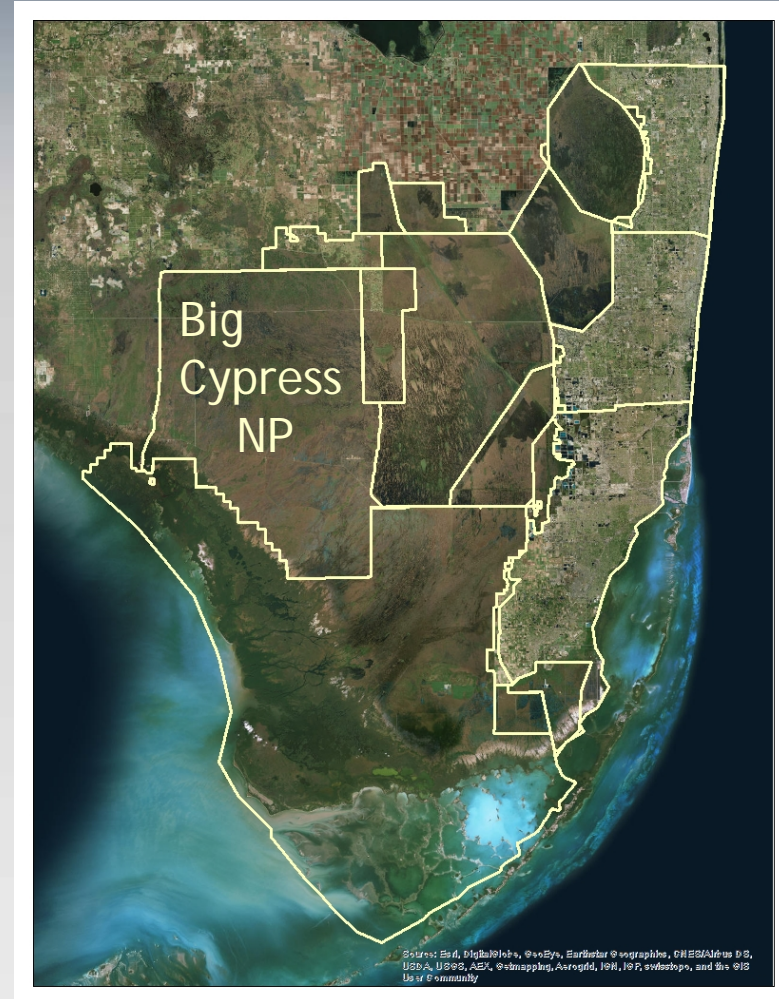 Big
Cypress
NP
Source: Esri, DigitalGlobe, GeoEye, Earthstar Geographics, CNES/Airbus DS,
USDA, USGS, AEX, Getmapping, Aerogrid, IGN, IGP, swisstopo, and the GIS
User Community